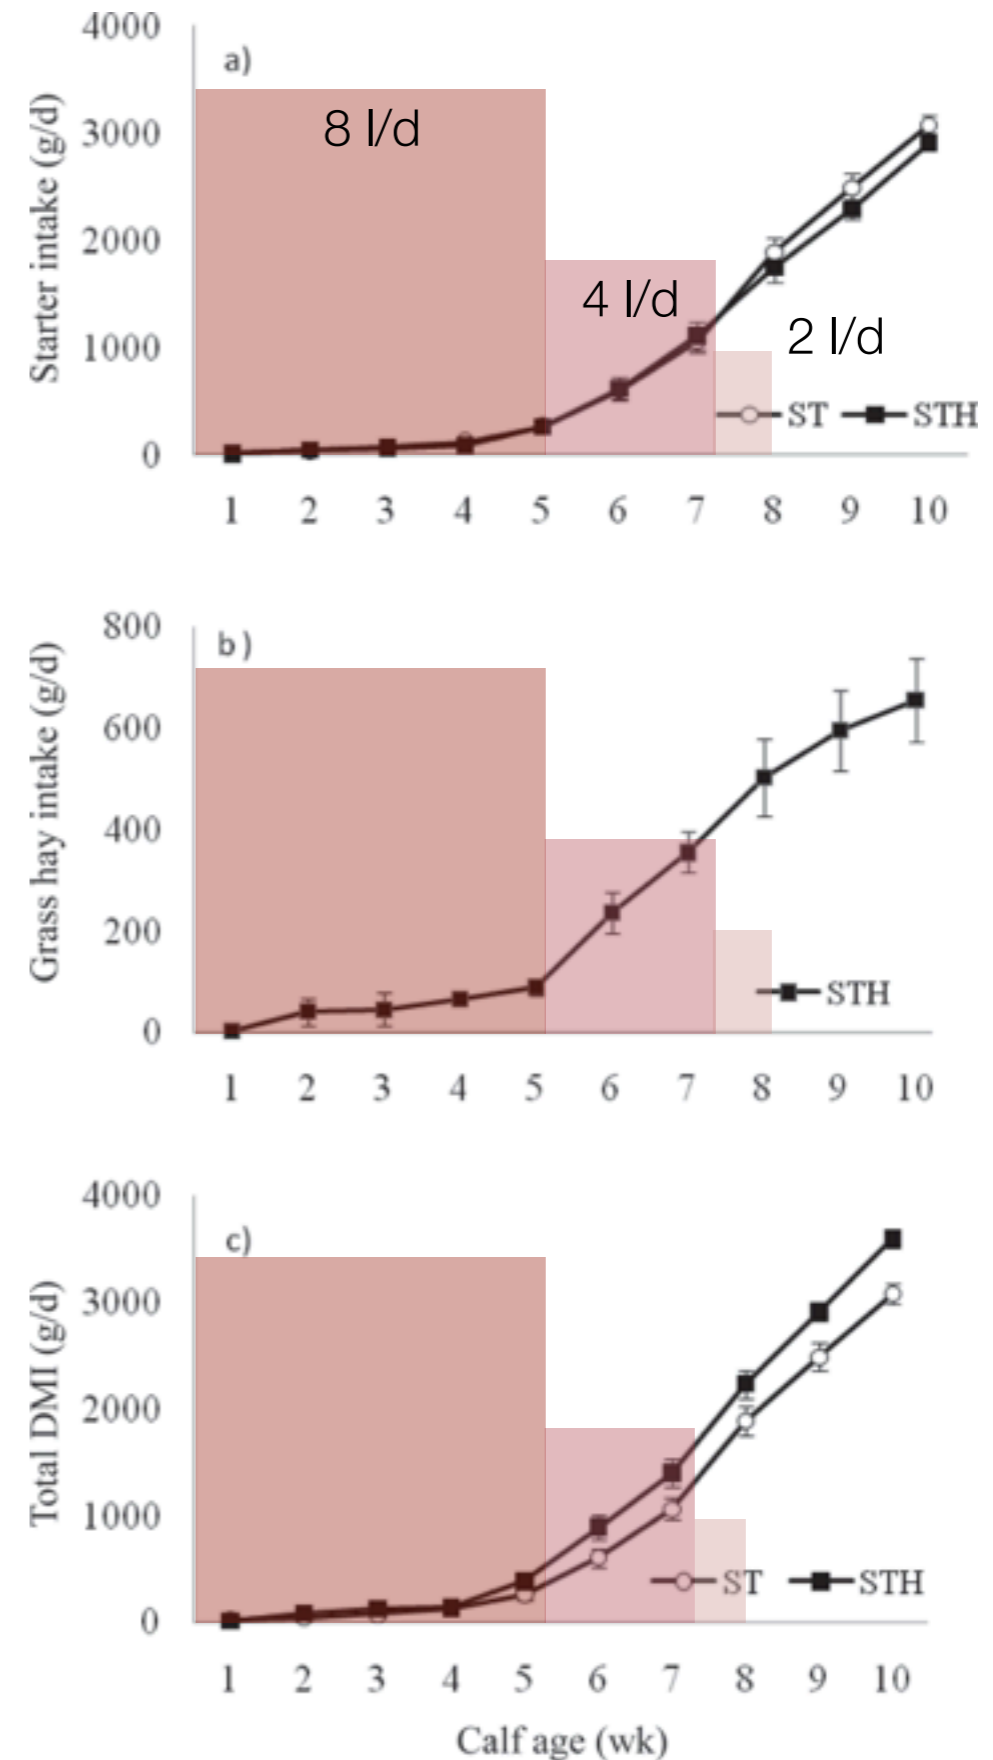 4000
a)
8 l/d
3000
2000
4 l/d
1000
2 l/d
ST STH
0
Starter intake (g/d)
1 2 3 4 5 6 7 8 9 10
800
b )
600
400
200
STH
0
Grass hay intake (g/d)
1 2 3 4 5 6 7 8 9 10
4000
c)
3000
2000
1000
ST STH
0
Total DMI (g/d)
1 2 3 4 5 6 7 8 9 10
Calf age (wk)